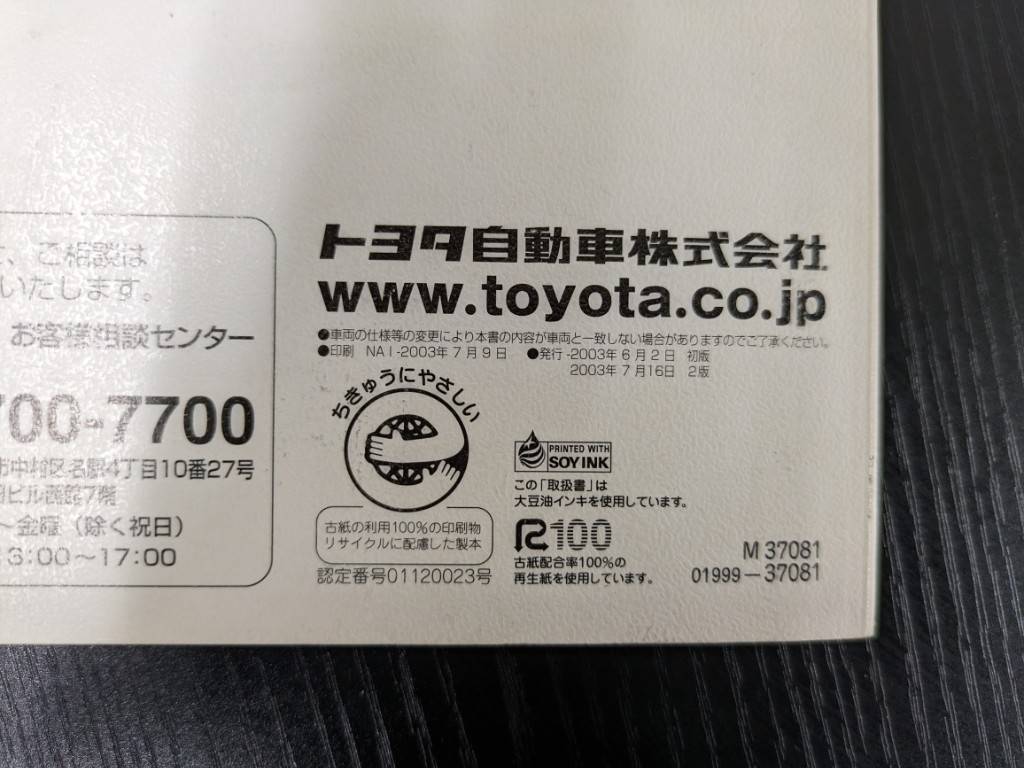 ご相談は
いたします。
お客様相談センター
700-7700
市中村区名駅4丁目10番27号
ビル西館7階
～金曜（除く祝日）
3:00～17:00
トヨタ自動車株式会社
www.toyota.co.jp
●車両の仕様等の変更により本書の内容が車両と一致しない場合がありますのでご了承ください。
●印刷 NAI-2003年7月9日 ●発行-2003年6月2日 初版
2003年7月16日 2版
ちきゅうにやさしい
古紙の利用100%の印刷物
リサイクルに配慮した製本
認定番号01120023号
PRINTED WITH
SOY INK
この「取扱書」は
大豆油インキを使用しています。
R100
古紙配合率100%の
再生紙を使用しています。
M 37081
01999-37081